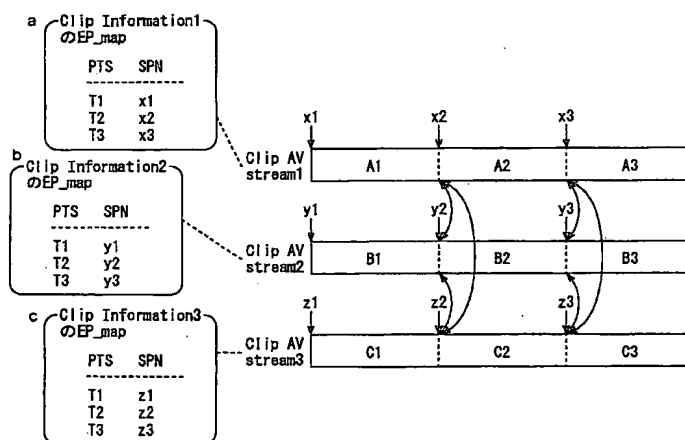 a
Clip Information1
のEP_map
PTS SPN
T1 x1
T2 x2
T3 x3
b
Clip Information2
のEP_map
PTS SPN
T1 y1
T2 y2
T3 y3
c
Clip Information3
のEP_map
PTS SPN
T1 z1
T2 z2
T3 z3
x1 x2 x3
Clip AV
stream1
A1 A2 A3
y1 y2 y3
Clip AV
stream2
B1 B2 B3
z1 z2 z3
Clip AV
stream3
C1 C2 C3